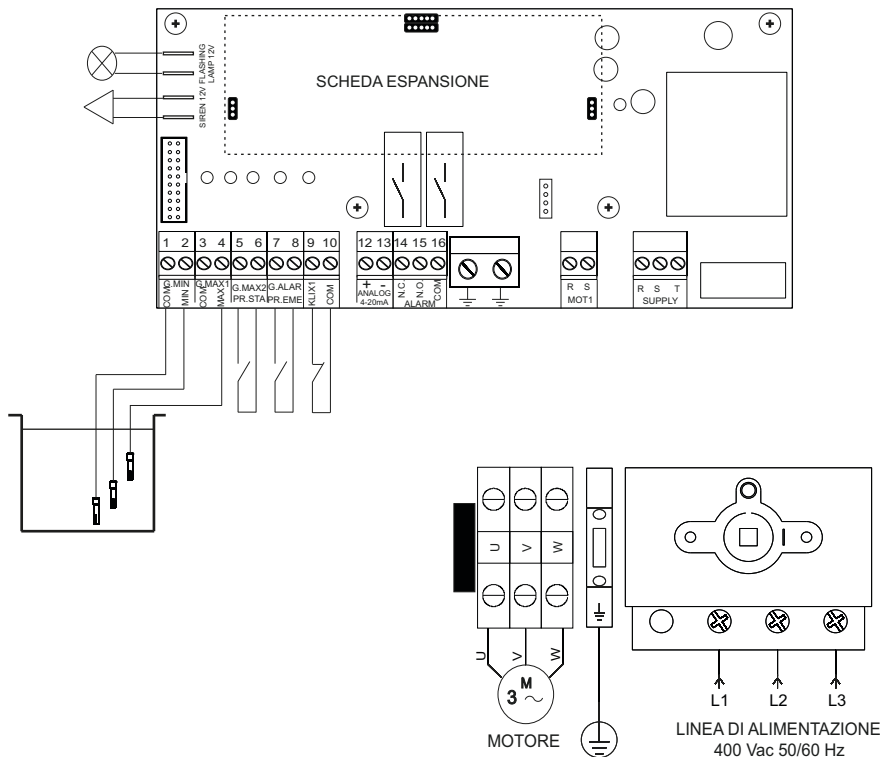 FLASHING
LAMP 12V
SIREN 12V
SCHEDA ESPANSIONE
1 2 3 4 5 6 7 8 9 10 12 13 14 15 16
G.MIN G.MAX1 G.MAX2 G.ALAR
PR.STA PR.EME
COM MIN COM MAX1 KLIX1 COM
+ -
ANALOG
4-20mA
N.C. N.O. COM
ALARM
R S
MOT1
R S T
SUPPLY
U V W
U V W
M
3 ~
MOTORE
I
L1 L2 L3
LINEA DI ALIMENTAZIONE
400 Vac 50/60 Hz